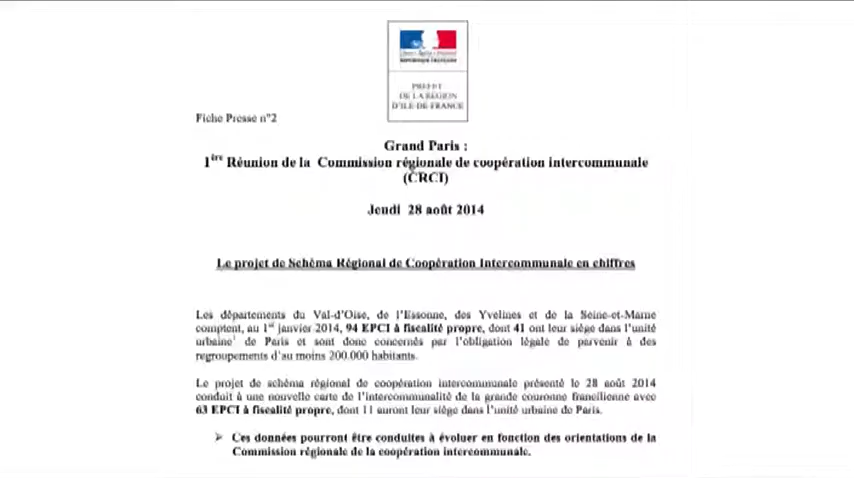 PREFET
DE LA RÉGION
D'ILE-DE-FRANCE
Fiche Presse n°2
Grand Paris :
1ère Réunion de la Commission régionale de coopération intercommunale
(CRCI)
Jeudi 28 août 2014
Le projet de Schéma Régional de Coopération Intercommunale en chiffres
Les départements du Val-d'Oise, de l'Essonne, des Yvelines et de la Seine-et-Marne
comptent, au 1er janvier 2014, 94 EPCI à fiscalité propre, dont 41 ont leur siège dans l'unité
urbaine1 de Paris et sont donc concernés par l'obligation légale de parvenir à des
regroupements d'au moins 200.000 habitants.
Le projet de schéma régional de coopération intercommunale présenté le 28 août 2014
conduit à une nouvelle carte de l'intercommunalité de la grande couronne francilienne avec
63 EPCI à fiscalité propre, dont 11 auront leur siège dans l'unité urbaine de Paris.
➢ Ces données pourront être conduites à évoluer en fonction des orientations de la
Commission régionale de la coopération intercommunale.